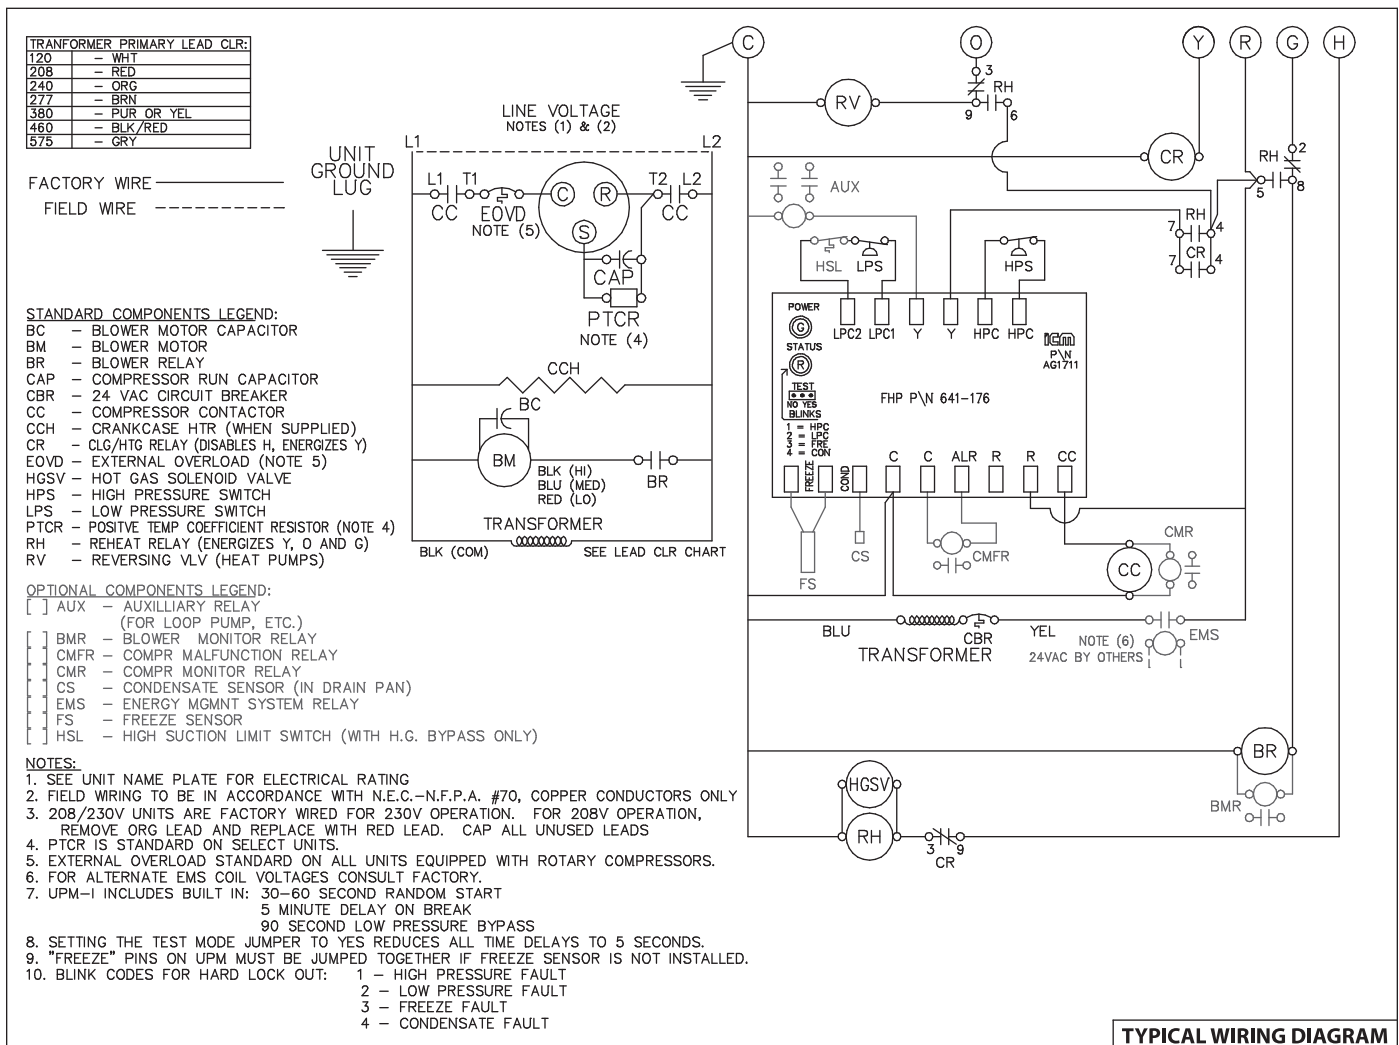 TRANFORMER PRIMARY LEAD CLR:
120 – WHT
208 – RED
240 – ORG
277 – BRN
380 – PUR OR YEL
460 – BLK/RED
575 – GRY
FACTORY WIRE
FIELD WIRE
UNIT
GROUND
LUG
LINE VOLTAGE
NOTES (1) & (2)
L1
L2
L1
T1
T2
L2
CC
EOVD
NOTE (5)
C
R
S
CC
CAP
PTCR
NOTE (4)
CCH
BC
BM
BLK (HI)
BLU (MED)
RED (LO)
BR
TRANSFORMER
BLK (COM)
SEE LEAD CLR CHART
STANDARD COMPONENTS LEGEND:
BC – BLOWER MOTOR CAPACITOR
BM – BLOWER MOTOR
BR – BLOWER RELAY
CAP – COMPRESSOR RUN CAPACITOR
CBR – 24 VAC CIRCUIT BREAKER
CC – COMPRESSOR CONTACTOR
CCH – CRANKCASE HTR (WHEN SUPPLIED)
CR – CLG/HTG RELAY (DISABLES H, ENERGIZES Y)
EOVD – EXTERNAL OVERLOAD (NOTE 5)
HGSV – HOT GAS SOLENOID VALVE
HPS – HIGH PRESSURE SWITCH
LPS – LOW PRESSURE SWITCH
PTCR – POSITVE TEMP COEFFICIENT RESISTOR (NOTE 4)
RH – REHEAT RELAY (ENERGIZES Y, O AND G)
RV – REVERSING VLV (HEAT PUMPS)
OPTIONAL COMPONENTS LEGEND:
[ ] AUX – AUXILLIARY RELAY
(FOR LOOP PUMP, ETC.)
[ ] BMR – BLOWER MONITOR RELAY
[ ] CMFR – COMPR MALFUNCTION RELAY
[ ] CMR – COMPR MONITOR RELAY
[ ] CS – CONDENSATE SENSOR (IN DRAIN PAN)
[ ] EMS – ENERGY MGMNT SYSTEM RELAY
[ ] FS – FREEZE SENSOR
[ ] HSL – HIGH SUCTION LIMIT SWITCH (WITH H.G. BYPASS ONLY)
NOTES:
1. SEE UNIT NAME PLATE FOR ELECTRICAL RATING
2. FIELD WIRING TO BE IN ACCORDANCE WITH N.E.C.–N.F.P.A. #70, COPPER CONDUCTORS ONLY
3. 208/230V UNITS ARE FACTORY WIRED FOR 230V OPERATION. FOR 208V OPERATION,
REMOVE ORG LEAD AND REPLACE WITH RED LEAD. CAP ALL UNUSED LEADS
4. PTCR IS STANDARD ON SELECT UNITS.
5. EXTERNAL OVERLOAD STANDARD ON ALL UNITS EQUIPPED WITH ROTARY COMPRESSORS.
6. FOR ALTERNATE EMS COIL VOLTAGES CONSULT FACTORY.
7. UPM–I INCLUDES BUILT IN: 30–60 SECOND RANDOM START
5 MINUTE DELAY ON BREAK
90 SECOND LOW PRESSURE BYPASS
8. SETTING THE TEST MODE JUMPER TO YES REDUCES ALL TIME DELAYS TO 5 SECONDS.
9. "FREEZE" PINS ON UPM MUST BE JUMPED TOGETHER IF FREEZE SENSOR IS NOT INSTALLED.
10. BLINK CODES FOR HARD LOCK OUT: 1 – HIGH PRESSURE FAULT
2 – LOW PRESSURE FAULT
3 – FREEZE FAULT
4 – CONDENSATE FAULT
C O Y R G H
RV
3
RH
9
6
CR
RH
2
5
8
AUX
RH
7 4
CR
7 4
HSL
LPS
HPS
POWER
G
STATUS
R
TEST
NO YES
BLINKS
1 = HPC
2 = LPC
3 = FRE
4 = CON
LPC2 LPC1 Y Y HPC HPC
icm
P\N
AG1711
FHP P\N 641–176
FREEZE
COND
C C ALR R R CC
FS
CS
CMFR
CC
CMR
BLU
TRANSFORMER
CBR
YEL
NOTE (6)
24VAC BY OTHERS
EMS
BR
BMR
HGSV
RH
3 9
CR
TYPICAL WIRING DIAGRAM